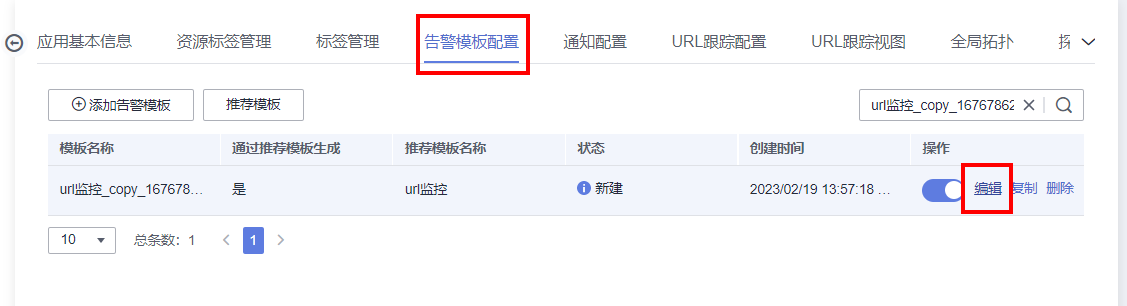 应用基本信息 资源标签管理 标签管理 告警模板配置 通知配置 URL跟踪配置 URL跟踪视图 全局拓扑
添加告警模板 推荐模板 url监控_copy_16767862
模板名称 通过推荐模板生成 推荐模板名称 状态 创建时间 操作
url监控_copy_167678... 是 url监控 新建 2023/02/19 13:57:18 ... 编辑 复制 删除
10 总条数：1 1